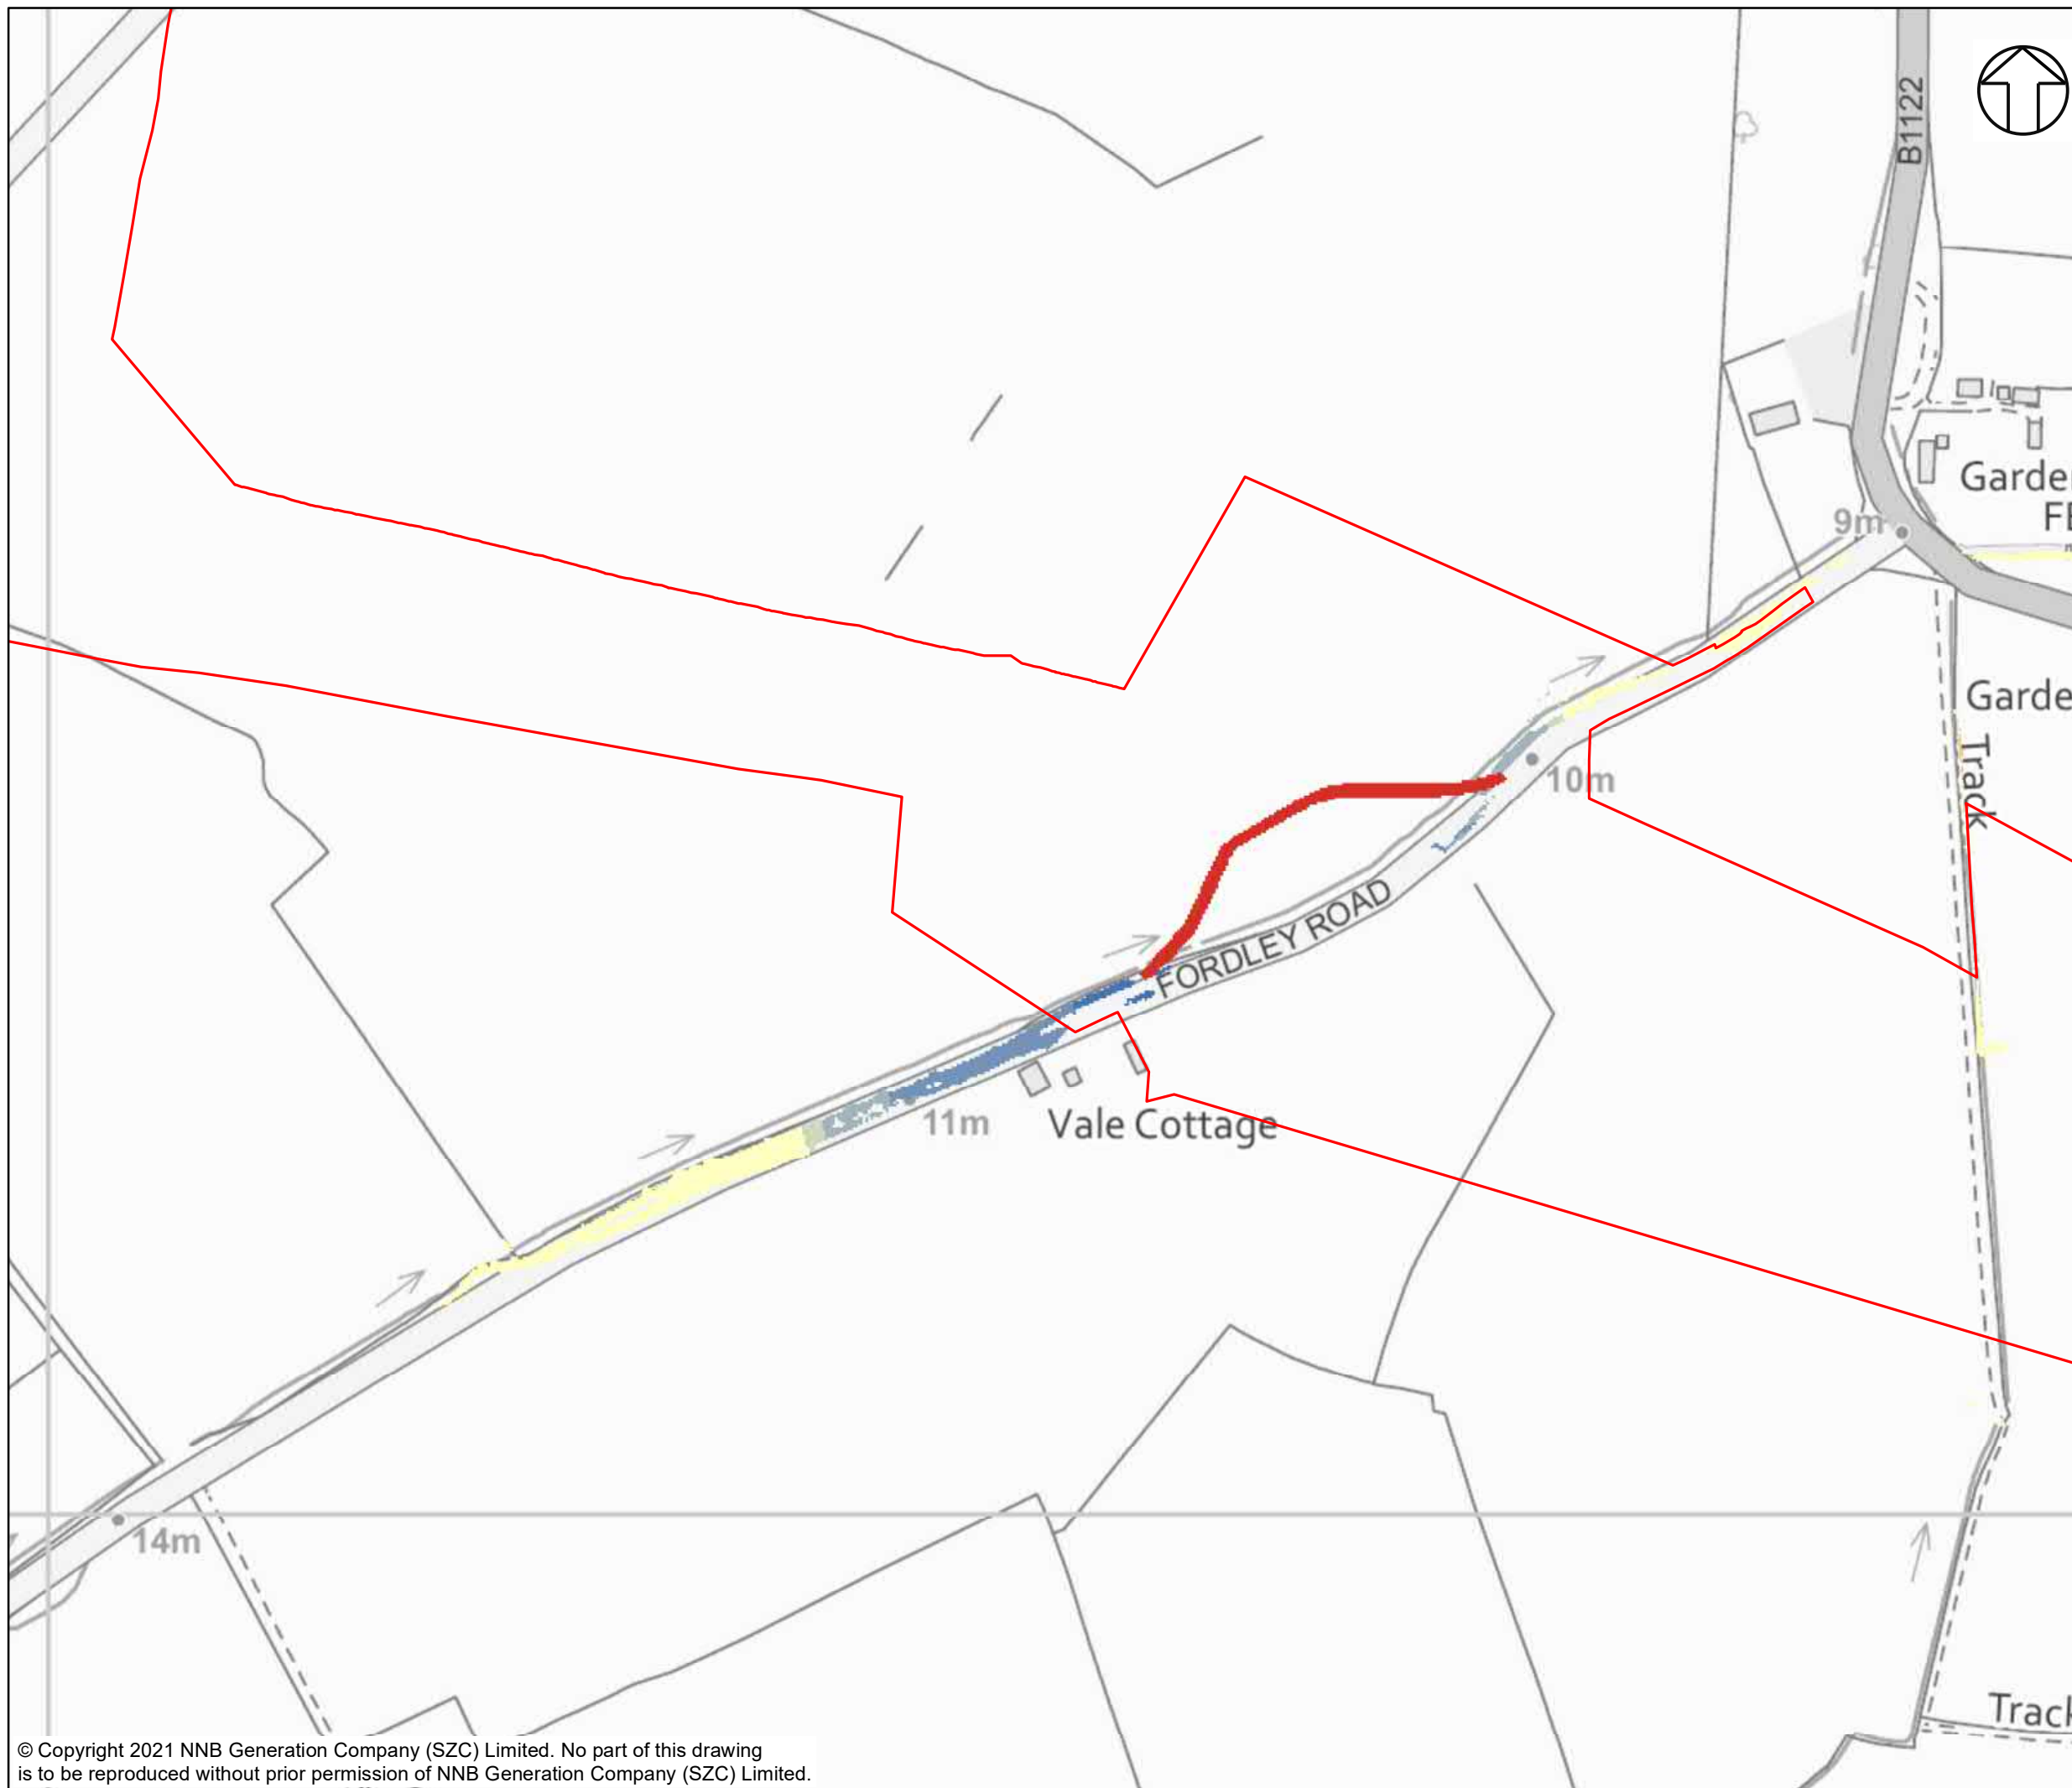 B1122
Garde
FE
9m
Garde
Track
10m
FORDLEY ROAD
11m
Vale Cottage
14m
Track
© Copyright 2021 NNB Generation Company (SZC) Limited. No part of this drawing
is to be reproduced without prior permission of NNB Generation Company (SZC) Limited.